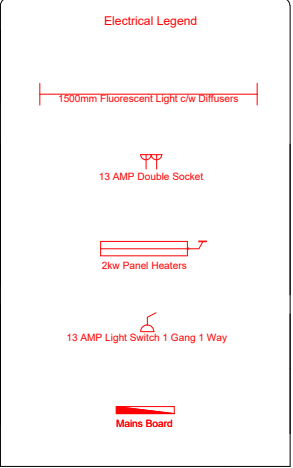 Electrical Legend
1500mm Fluorescent Light c/w Diffusers
13 AMP Double Socket
2kw Panel Heaters
13 AMP Light Switch 1 Gang 1 Way
Mains Board